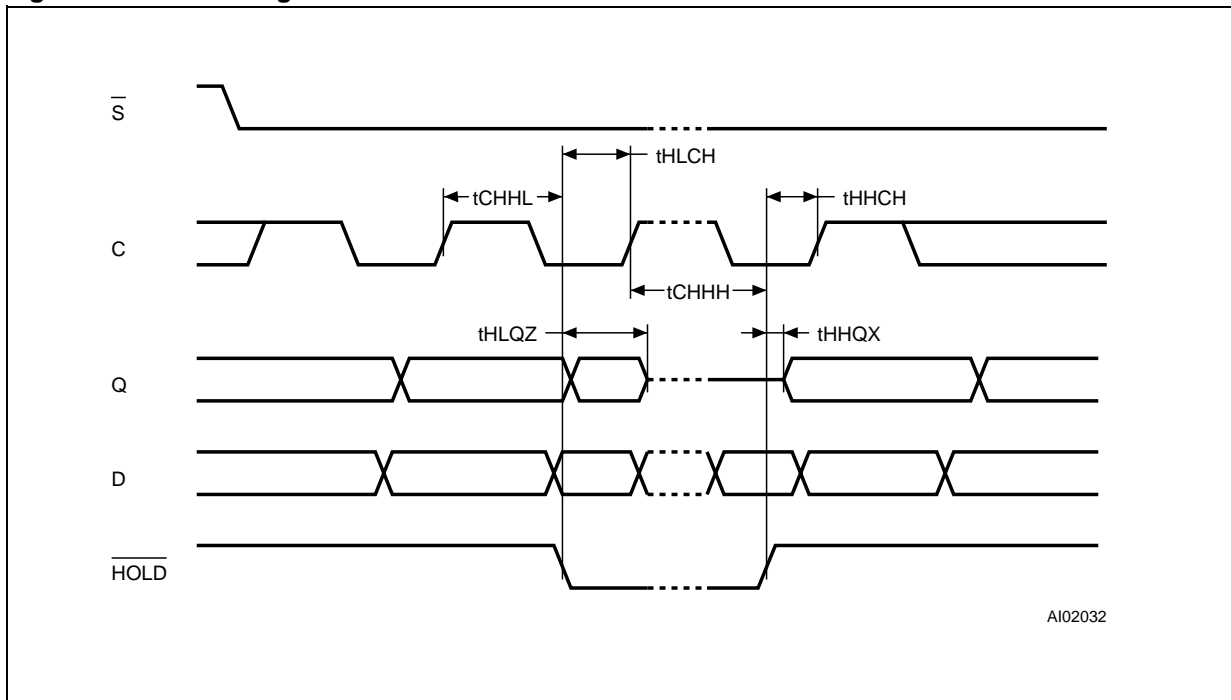 S
tHLCH
tCHHL
tHHCH
C
tCHHH
tHLQZ
tHHQX
Q
D
HOLD
AI02032